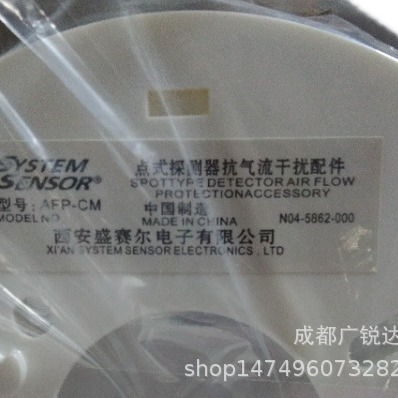 SYSTEM
SENSOR®
点式探测器抗气流干扰配件
SPOTTYPE DETECTOR AIR FLOW
PROTECTIONACCESSORY
型号: AFP-CM
MODEL NO
中国制造
MADE IN CHINA
N04-5862-000
西安盛赛尔电子有限公司
XI'AN SYSTEM SENSOR ELECTRONICS , LTD
成都广锐达
shop147496073282